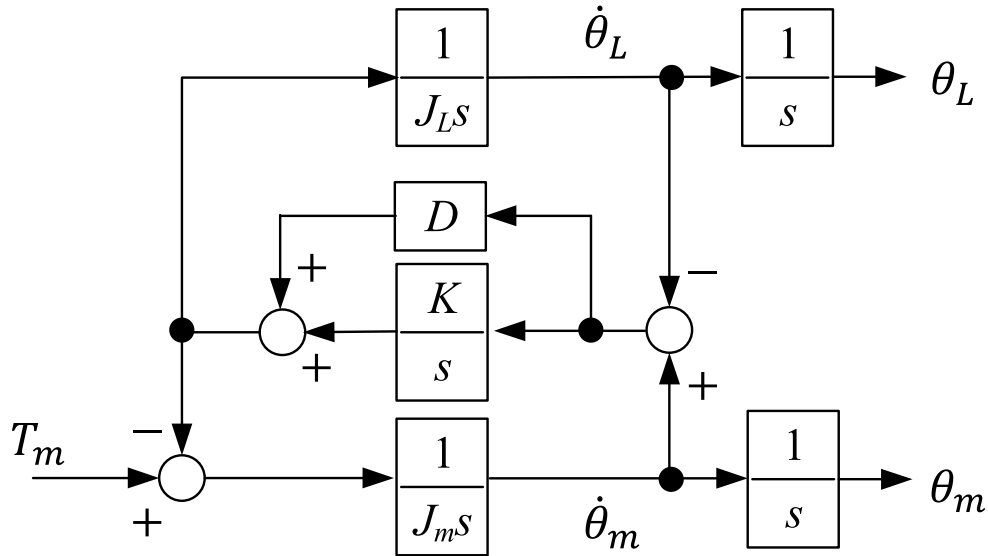 1
J_L s
θ̇_L
1
s
θ_L
D
+
−
K
s
+
+
T_m
−
+
1
J_m s
θ̇_m
1
s
θ_m